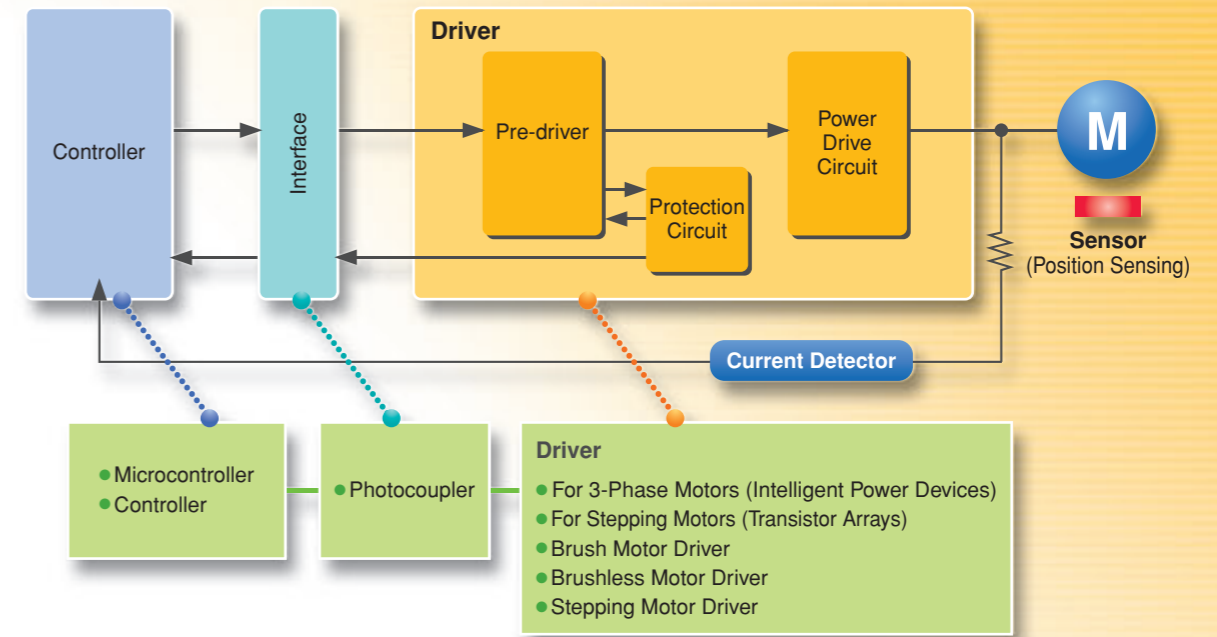 Driver
Controller
Interface
Pre-driver
Power
Drive
Circuit
Protection
Circuit
M
Sensor
(Position Sensing)
Current Detector
Microcontroller
Controller
Photocoupler
Driver
For 3-Phase Motors (Intelligent Power Devices)
For Stepping Motors (Transistor Arrays)
Brush Motor Driver
Brushless Motor Driver
Stepping Motor Driver